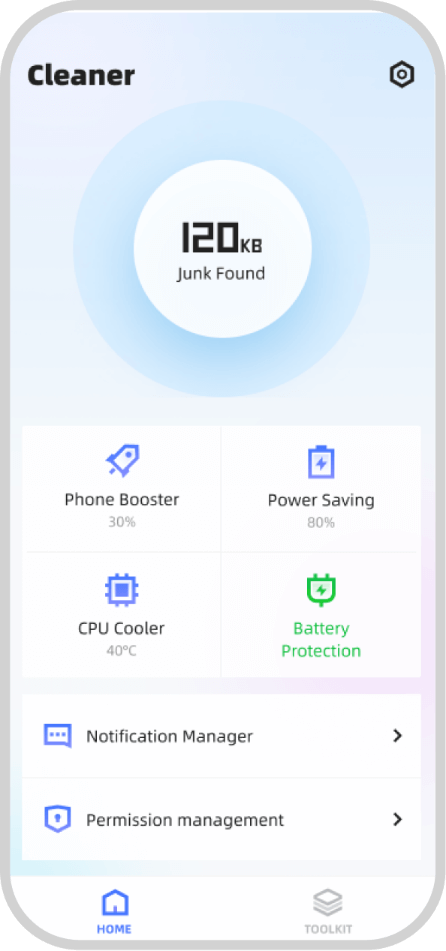 Cleaner
120KB
Junk Found
Phone Booster
30%
Power Saving
80%
CPU Cooler
40°C
Battery
Protection
Notification Manager
Permission management
HOME
TOOLKIT